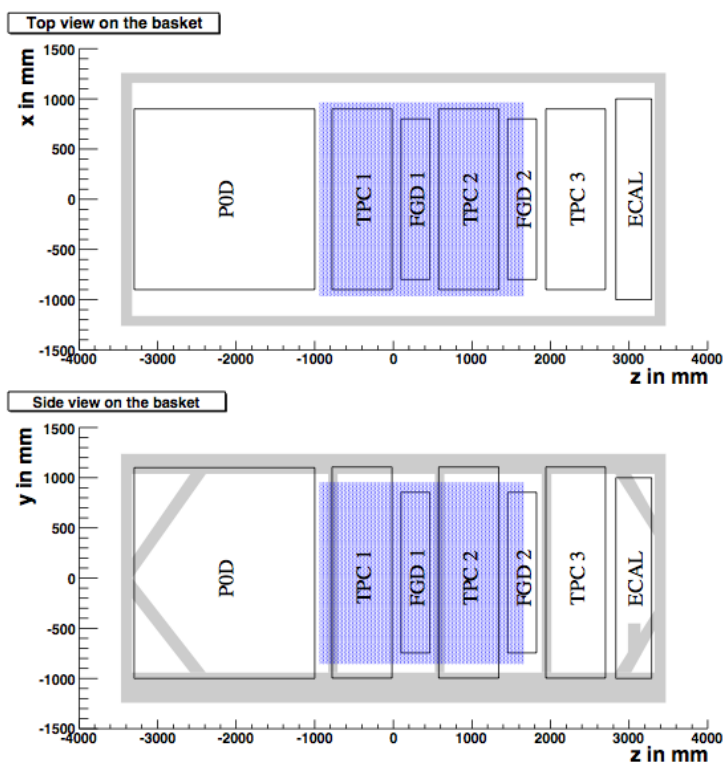 Top view on the basket
x in mm
1500
1000
500
0
-500
-1000
-1500
P0D
TPC 1
FGD 1
TPC 2
FGD 2
TPC 3
ECAL
-4000 -3000 -2000 -1000 0 1000 2000 3000 4000
z in mm
Side view on the basket
y in mm
1500
1000
500
0
-500
-1000
-1500
P0D
TPC 1
FGD 1
TPC 2
FGD 2
TPC 3
ECAL
-4000 -3000 -2000 -1000 0 1000 2000 3000 4000
z in mm